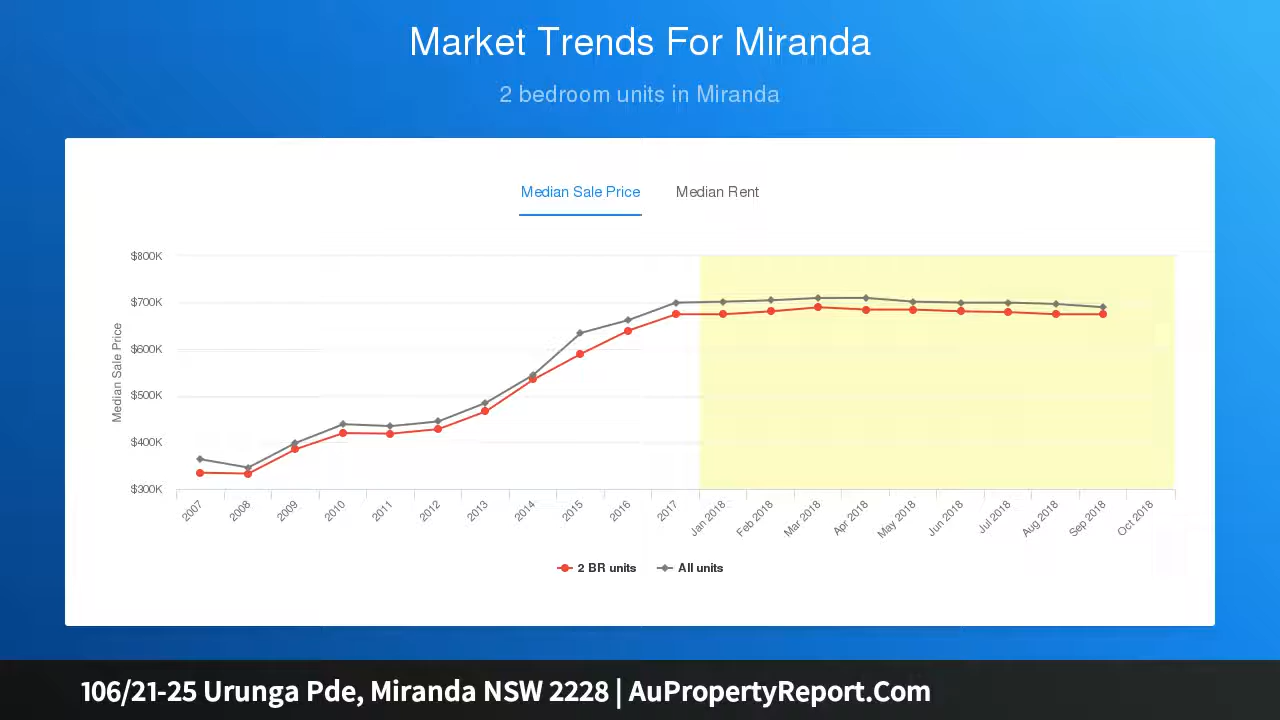 Market Trends For Miranda
2 bedroom units in Miranda
Median Sale Price
Median Rent
$800K
$700K
$600K
$500K
$400K
$300K
Median Sale Price
2007
2008
2009
2010
2011
2012
2013
2014
2015
2016
2017
Jan 2018
Feb 2018
Mar 2018
Apr 2018
May 2018
Jun 2018
Jul 2018
Aug 2018
Sep 2018
Oct 2018
2 BR units
All units
106/21-25 Urunga Pde, Miranda NSW 2228 | AuPropertyReport.Com